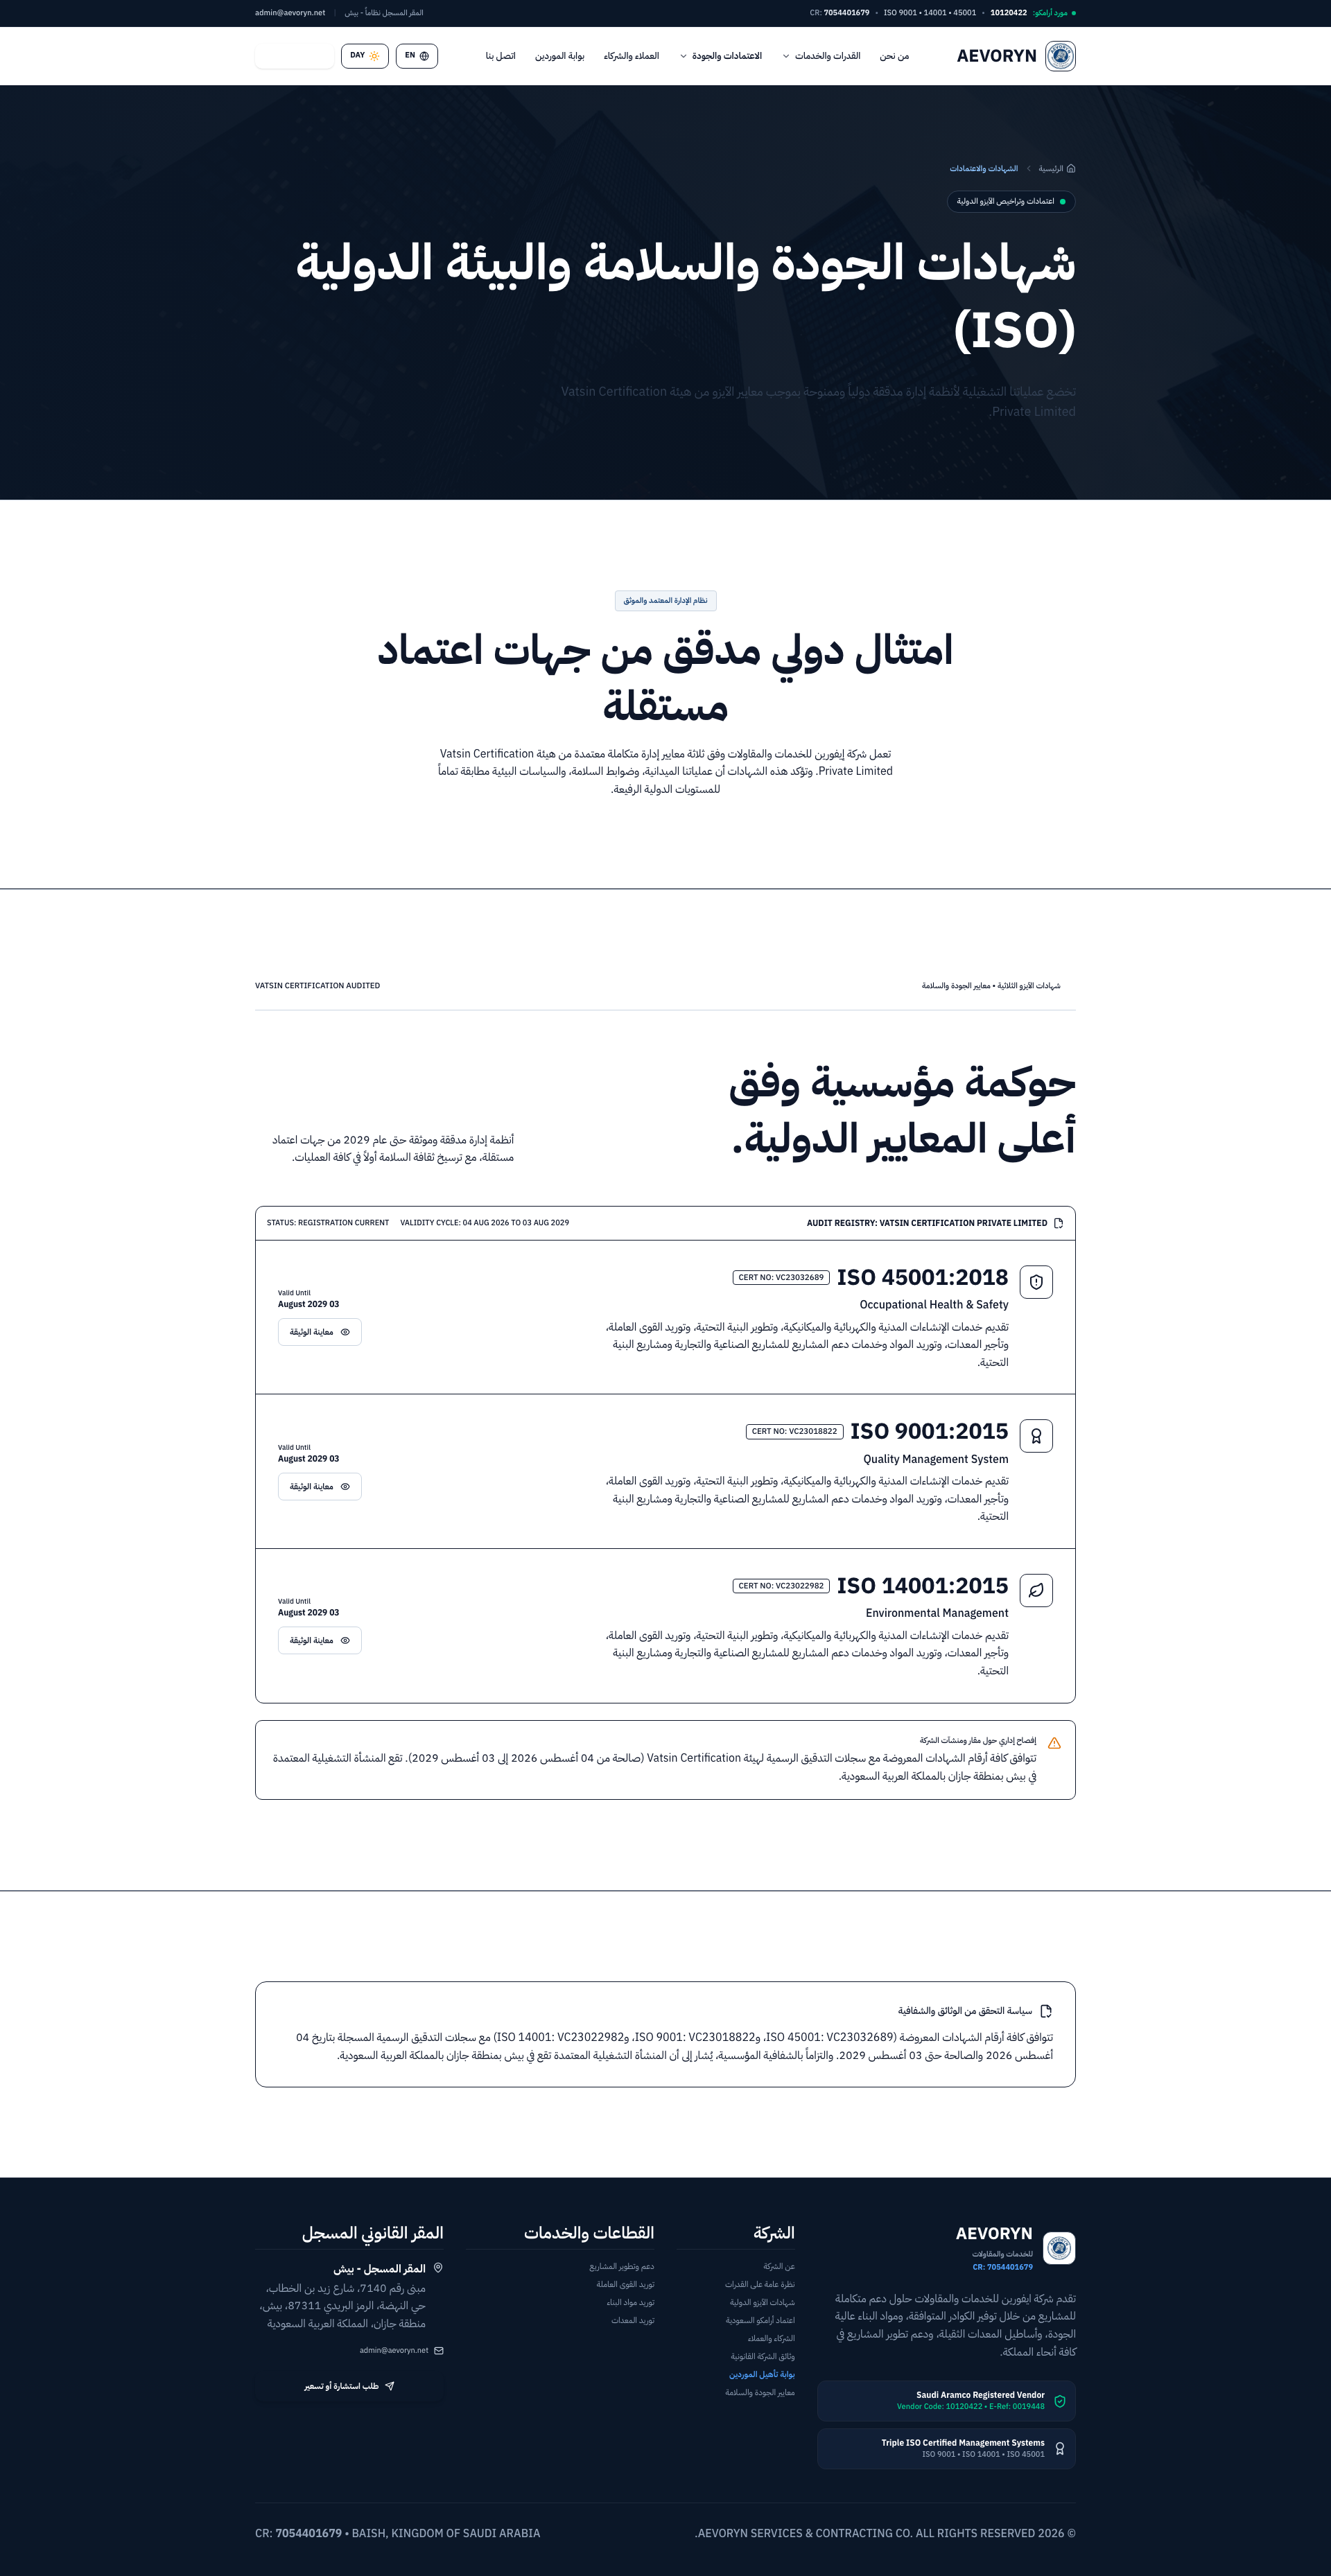 مورد أرامكو: 10120422 • ISO 9001 • 14001 • 45001 • CR: 7054401679
المقر المسجل نظاماً - بيش | admin@aevoryn.net
AEVORYN
من نحن
القدرات والخدمات
الاعتمادات والجودة
العملاء والشركاء
بوابة الموردين
اتصل بنا
EN
DAY
الرئيسية
الشهادات والاعتمادات
اعتمادات وتراخيص الآيزو الدولية
شهادات الجودة والسلامة والبيئة الدولية
(ISO)
تخضع عملياتنا التشغيلية لأنظمة إدارة مدققة دولياً وممنوحة بموجب معايير الآيزو من هيئة Vatsin Certification
Private Limited.
نظام الإدارة المعتمد والموثق
امتثال دولي مدقق من جهات اعتماد
مستقلة
تعمل شركة إيفورين للخدمات والمقاولات وفق ثلاثة معايير إدارة متكاملة معتمدة من هيئة Vatsin Certification
Private Limited. وتؤكد هذه الشهادات أن عملياتنا الميدانية، وضوابط السلامة، والسياسات البيئية مطابقة تماماً
للمستويات الدولية الرفيعة.
شهادات الآيزو الثلاثية • معايير الجودة والسلامة
VATSIN CERTIFICATION AUDITED
حوكمة مؤسسية وفق
أعلى المعايير الدولية.
أنظمة إدارة مدققة وموثقة حتى عام 2029 من جهات اعتماد
مستقلة، مع ترسيخ ثقافة السلامة أولاً في كافة العمليات.
AUDIT REGISTRY: VATSIN CERTIFICATION PRIVATE LIMITED
VALIDITY CYCLE: 04 AUG 2026 TO 03 AUG 2029
STATUS: REGISTRATION CURRENT
ISO 45001:2018
CERT NO: VC23032689
Occupational Health & Safety
تقديم خدمات الإنشاءات المدنية والكهربائية والميكانيكية، وتطوير البنية التحتية، وتوريد القوى العاملة،
وتأجير المعدات، وتوريد المواد وخدمات دعم المشاريع للمشاريع الصناعية والتجارية ومشاريع البنية
التحتية.
Valid Until
August 2029 03
معاينة الوثيقة
ISO 9001:2015
CERT NO: VC23018822
Quality Management System
تقديم خدمات الإنشاءات المدنية والكهربائية والميكانيكية، وتطوير البنية التحتية، وتوريد القوى العاملة،
وتأجير المعدات، وتوريد المواد وخدمات دعم المشاريع للمشاريع الصناعية والتجارية ومشاريع البنية
التحتية.
Valid Until
August 2029 03
معاينة الوثيقة
ISO 14001:2015
CERT NO: VC23022982
Environmental Management
تقديم خدمات الإنشاءات المدنية والكهربائية والميكانيكية، وتطوير البنية التحتية، وتوريد القوى العاملة،
وتأجير المعدات، وتوريد المواد وخدمات دعم المشاريع للمشاريع الصناعية والتجارية ومشاريع البنية
التحتية.
Valid Until
August 2029 03
معاينة الوثيقة
إفصاح إداري حول مقار ومنشآت الشركة
تتوافق كافة أرقام الشهادات المعروضة مع سجلات التدقيق الرسمية لهيئة Vatsin Certification (صالحة من 04 أغسطس 2026 إلى 03 أغسطس 2029). تقع المنشأة التشغيلية المعتمدة
في بيش بمنطقة جازان بالمملكة العربية السعودية.
سياسة التحقق من الوثائق والشفافية
تتوافق كافة أرقام الشهادات المعروضة (ISO 45001: VC23032689، وISO 9001: VC23018822، وISO 14001: VC23022982) مع سجلات التدقيق الرسمية المسجلة بتاريخ 04
أغسطس 2026 والصالحة حتى 03 أغسطس 2029. والتزاماً بالشفافية المؤسسية، يُشار إلى أن المنشأة التشغيلية المعتمدة تقع في بيش بمنطقة جازان بالمملكة العربية السعودية.
AEVORYN
للخدمات والمقاولات
CR: 7054401679
تقدم شركة إيفورين للخدمات والمقاولات حلول دعم متكاملة
للمشاريع من خلال توفير الكوادر المتوافقة، ومواد البناء عالية
الجودة، وأساطيل المعدات الثقيلة، ودعم تطوير المشاريع في
كافة أنحاء المملكة.
Saudi Aramco Registered Vendor
Vendor Code: 10120422 • E-Ref: 0019448
Triple ISO Certified Management Systems
ISO 9001 • ISO 14001 • ISO 45001
الشركة
عن الشركة
نظرة عامة على القدرات
شهادات الآيزو الدولية
اعتماد أرامكو السعودية
الشركاء والعملاء
وثائق الشركة القانونية
بوابة تأهيل الموردين
معايير الجودة والسلامة
القطاعات والخدمات
دعم وتطوير المشاريع
توريد القوى العاملة
توريد مواد البناء
توريد المعدات
المقر القانوني المسجل
المقر المسجل - بيش
مبنى رقم 7140، شارع زيد بن الخطاب،
حي النهضة، الرمز البريدي 87311، بيش،
منطقة جازان، المملكة العربية السعودية
admin@aevoryn.net
طلب استشارة أو تسعير
© 2026 AEVORYN SERVICES & CONTRACTING CO. ALL RIGHTS RESERVED.
CR: 7054401679 • BAISH, KINGDOM OF SAUDI ARABIA